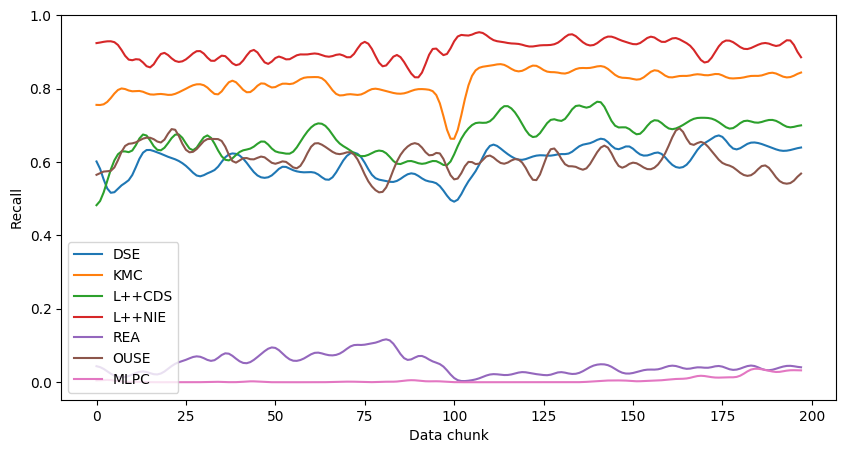 1.0
0.8
0.6
0.4
0.2
0.0
Recall
DSE
KMC
L++CDS
L++NIE
REA
OUSE
MLPC
0 25 50 75 100 125 150 175 200
Data chunk